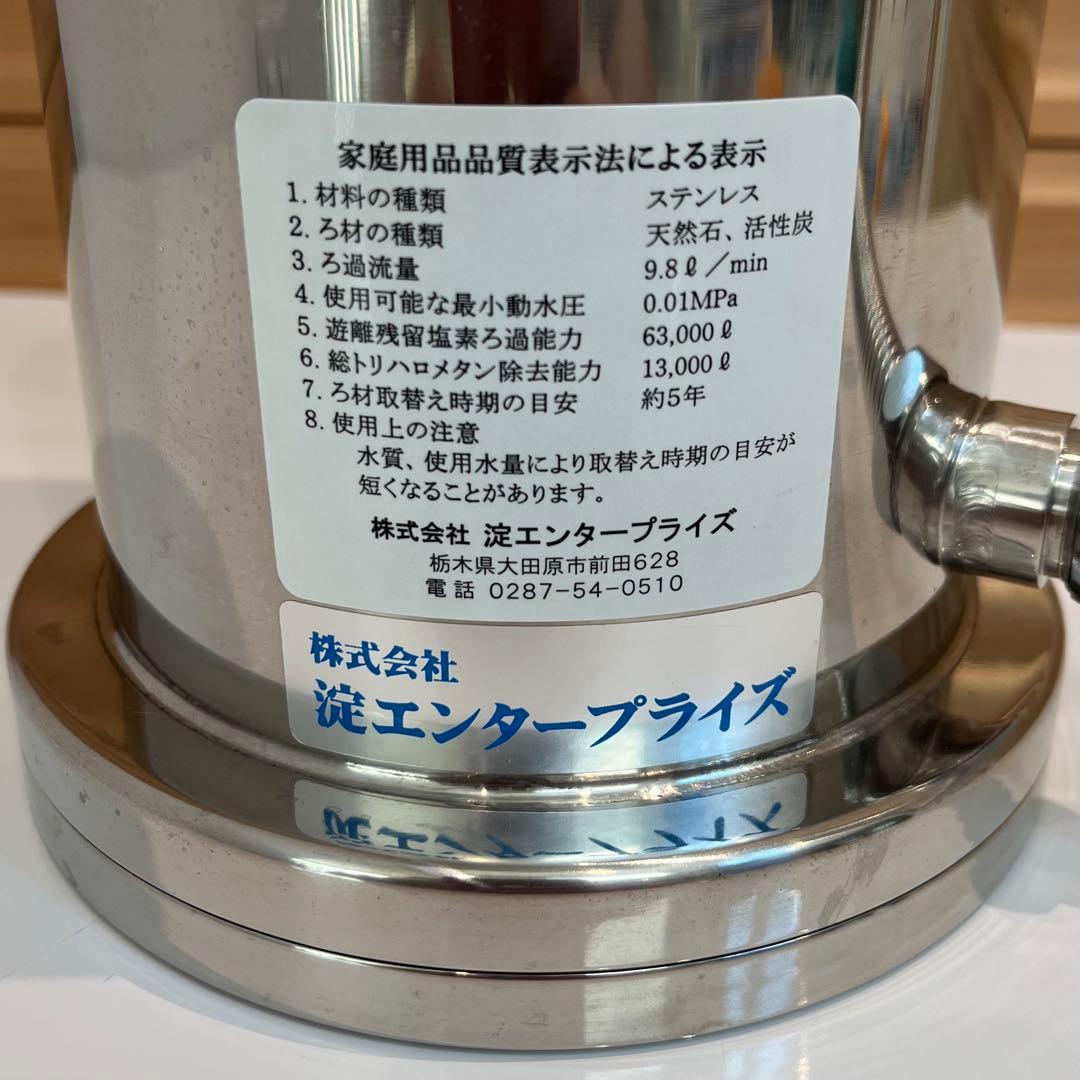 家庭用品品質表示法による表示
1. 材料の種類 ステンレス
2. ろ材の種類 天然石、活性炭
3. ろ過流量 9.8ℓ／min
4. 使用可能な最小動水圧 0.01MPa
5. 遊離残留塩素ろ過能力 63,000ℓ
6. 総トリハロメタン除去能力 13,000ℓ
7. ろ材取替え時期の目安 約5年
8. 使用上の注意
水質、使用水量により取替え時期の目安が
短くなることがあります。
株式会社 淀エンタープライズ
栃木県大田原市前田628
電話 0287-54-0510
株式会社
淀エンタープライズ